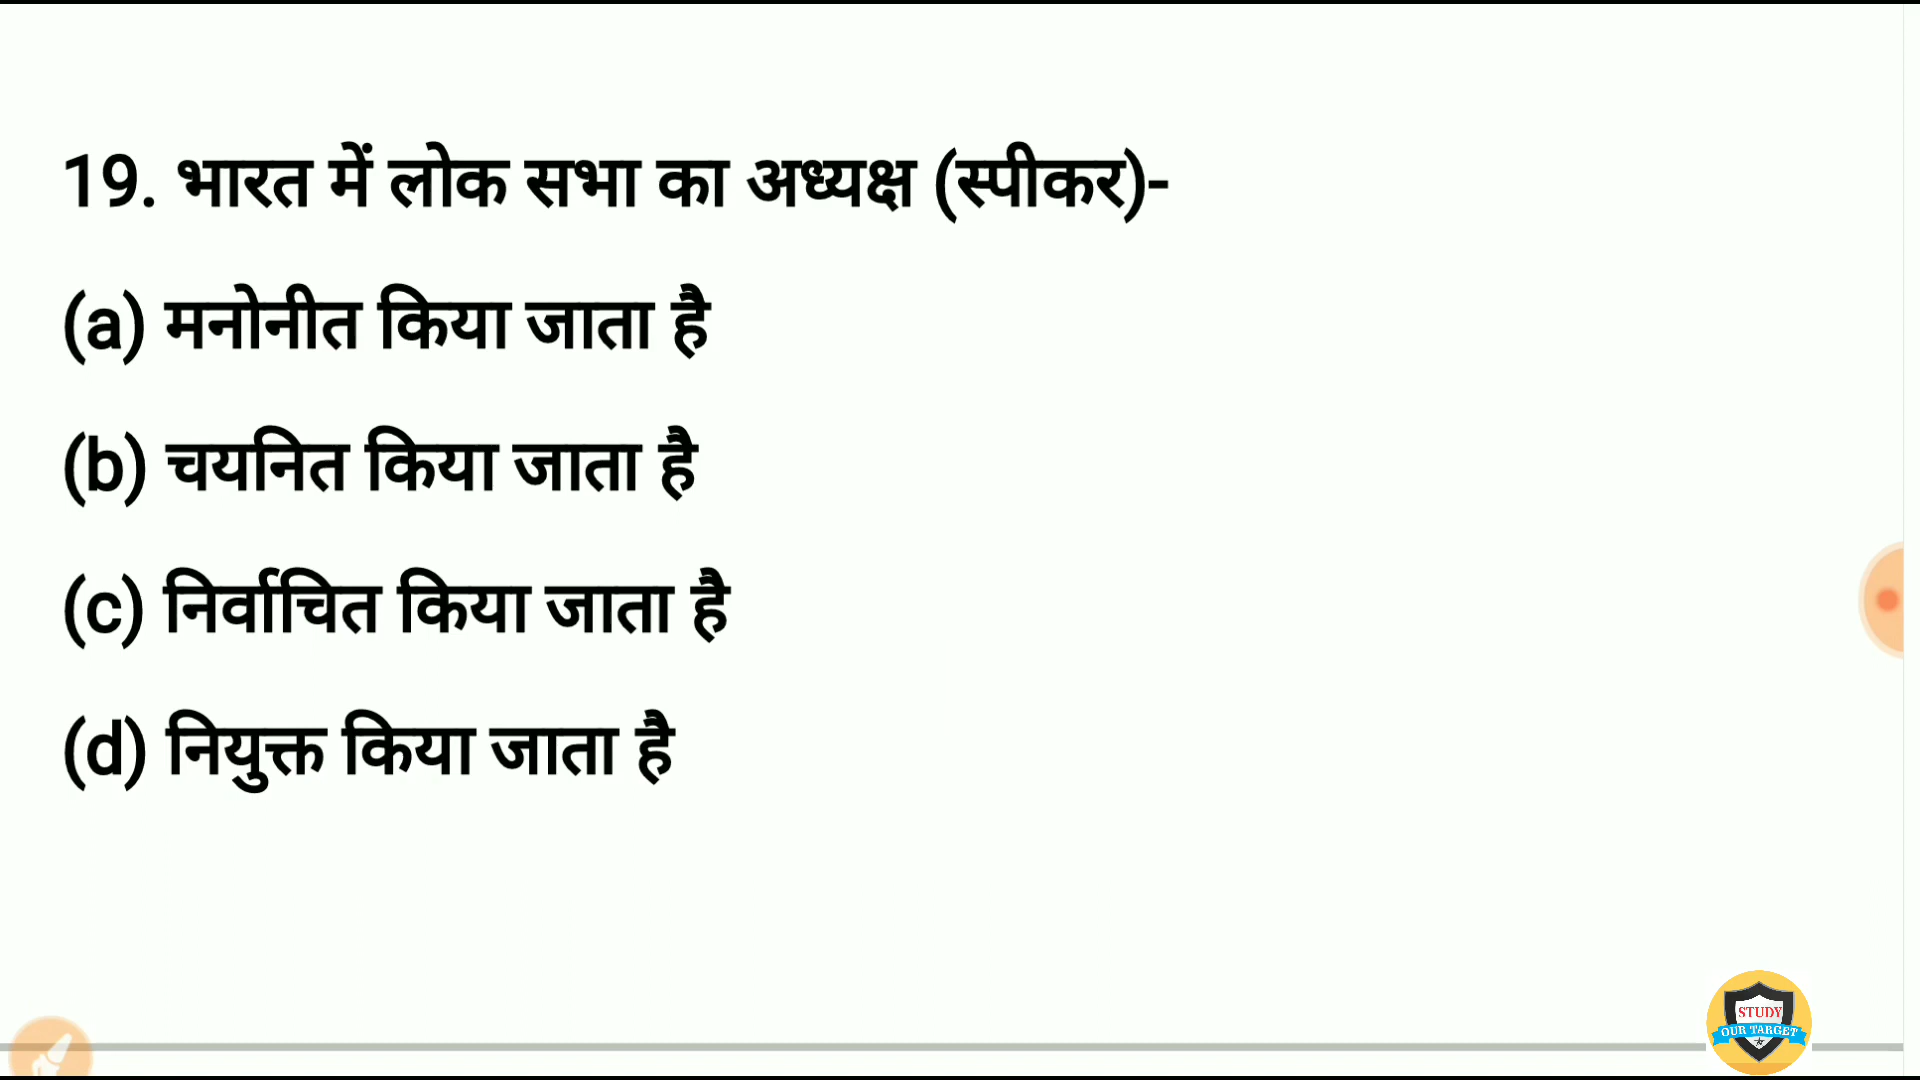 19. भारत में लोक सभा का अध्यक्ष (स्पीकर)-
(a) मनोनीत किया जाता है
(b) चयनित किया जाता है
(c) निर्वाचित किया जाता है
(d) नियुक्त किया जाता है
STUDY
OUR TARGET